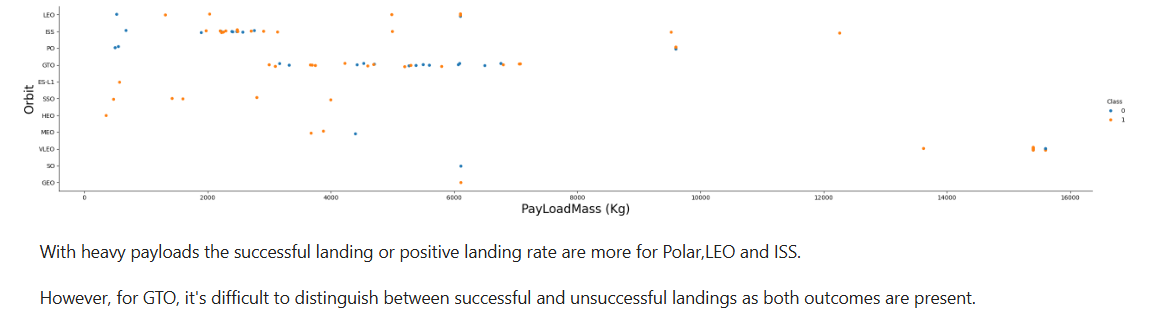 LEO
ISS
PO
GTO
ES-L1
SSO
HEO
MEO
VLEO
SO
GEO
Orbit
0 2000 4000 6000 8000 10000 12000 14000 16000
PayLoadMass (Kg)
Class
0
1
With heavy payloads the successful landing or positive landing rate are more for Polar,LEO and ISS.
However, for GTO, it's difficult to distinguish between successful and unsuccessful landings as both outcomes are present.